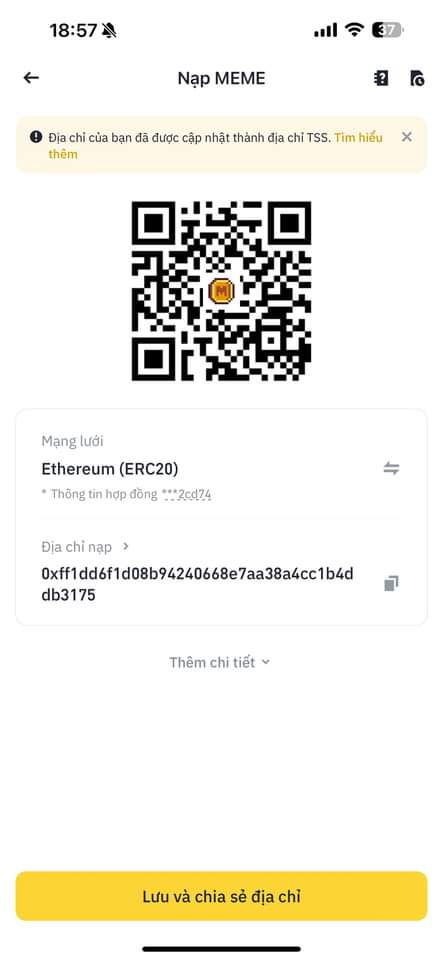 18:57
37
Nạp MEME
Địa chỉ của bạn đã được cập nhật thành địa chỉ TSS. Tìm hiểu
thêm
M
Mạng lưới
Ethereum (ERC20)
* Thông tin hợp đồng ***2cd74
Địa chỉ nạp
0xff1dd6f1d08b94240668e7aa38a4cc1b4d
db3175
Thêm chi tiết
Lưu và chia sẻ địa chỉ